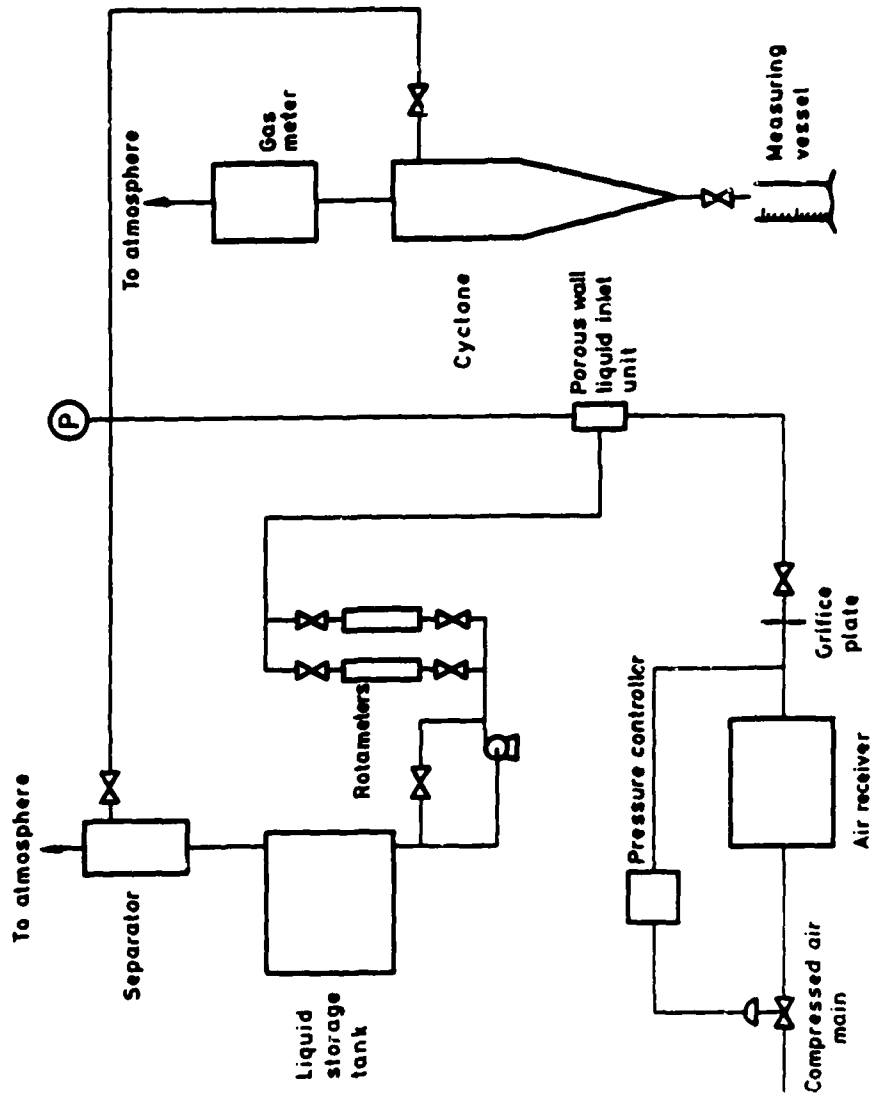 To atmosphere
Separator
Liquid
storage
tank
Rotameters
P
To atmosphere
Gas
meter
Cyclone
Porous wall
liquid inlet
unit
Measuring
vessel
Pressure controller
Orifice
plate
Air receiver
Compressed air
main